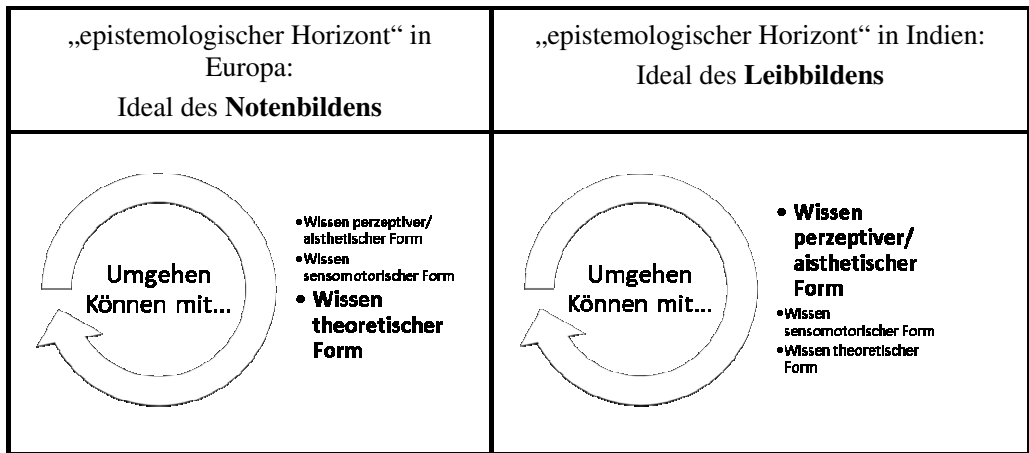 „epistemologischer Horizont“ in
Europa:
Ideal des Notenbildens
„epistemologischer Horizont“ in Indien:
Ideal des Leibbildens
Umgehen
Können mit...
•Wissen perzeptiver/
aisthetischer Form
•Wissen
sensomotorischer Form
• Wissen
theoretischer
Form
Umgehen
Können mit...
• Wissen
perzeptiver/
aisthetischer
Form
•Wissen
sensomotorischer Form
•Wissen theoretischer
Form